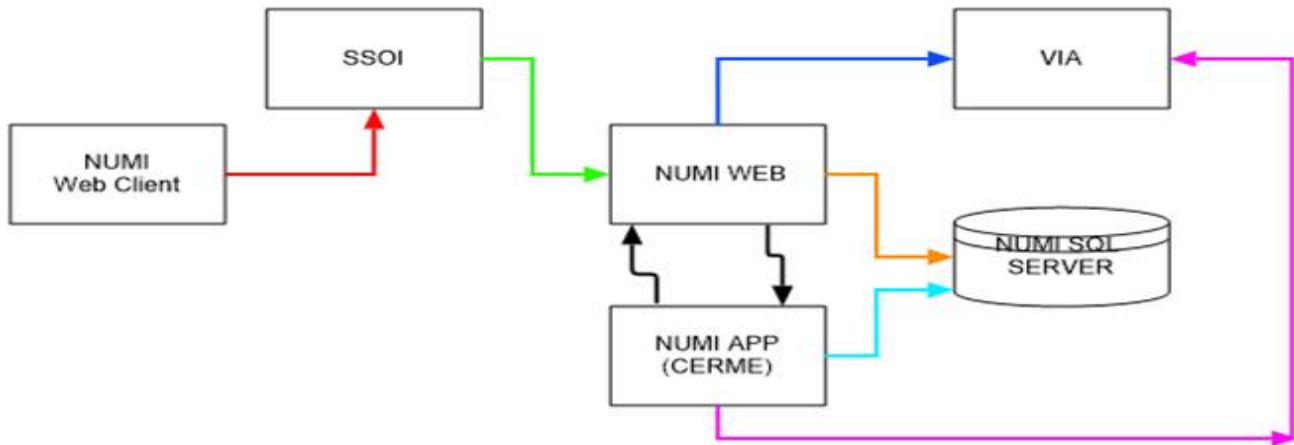 SSOI
VIA
NUMI
Web Client
NUMI WEB
NUMI SQL
SERVER
NUMI APP
(CERME)